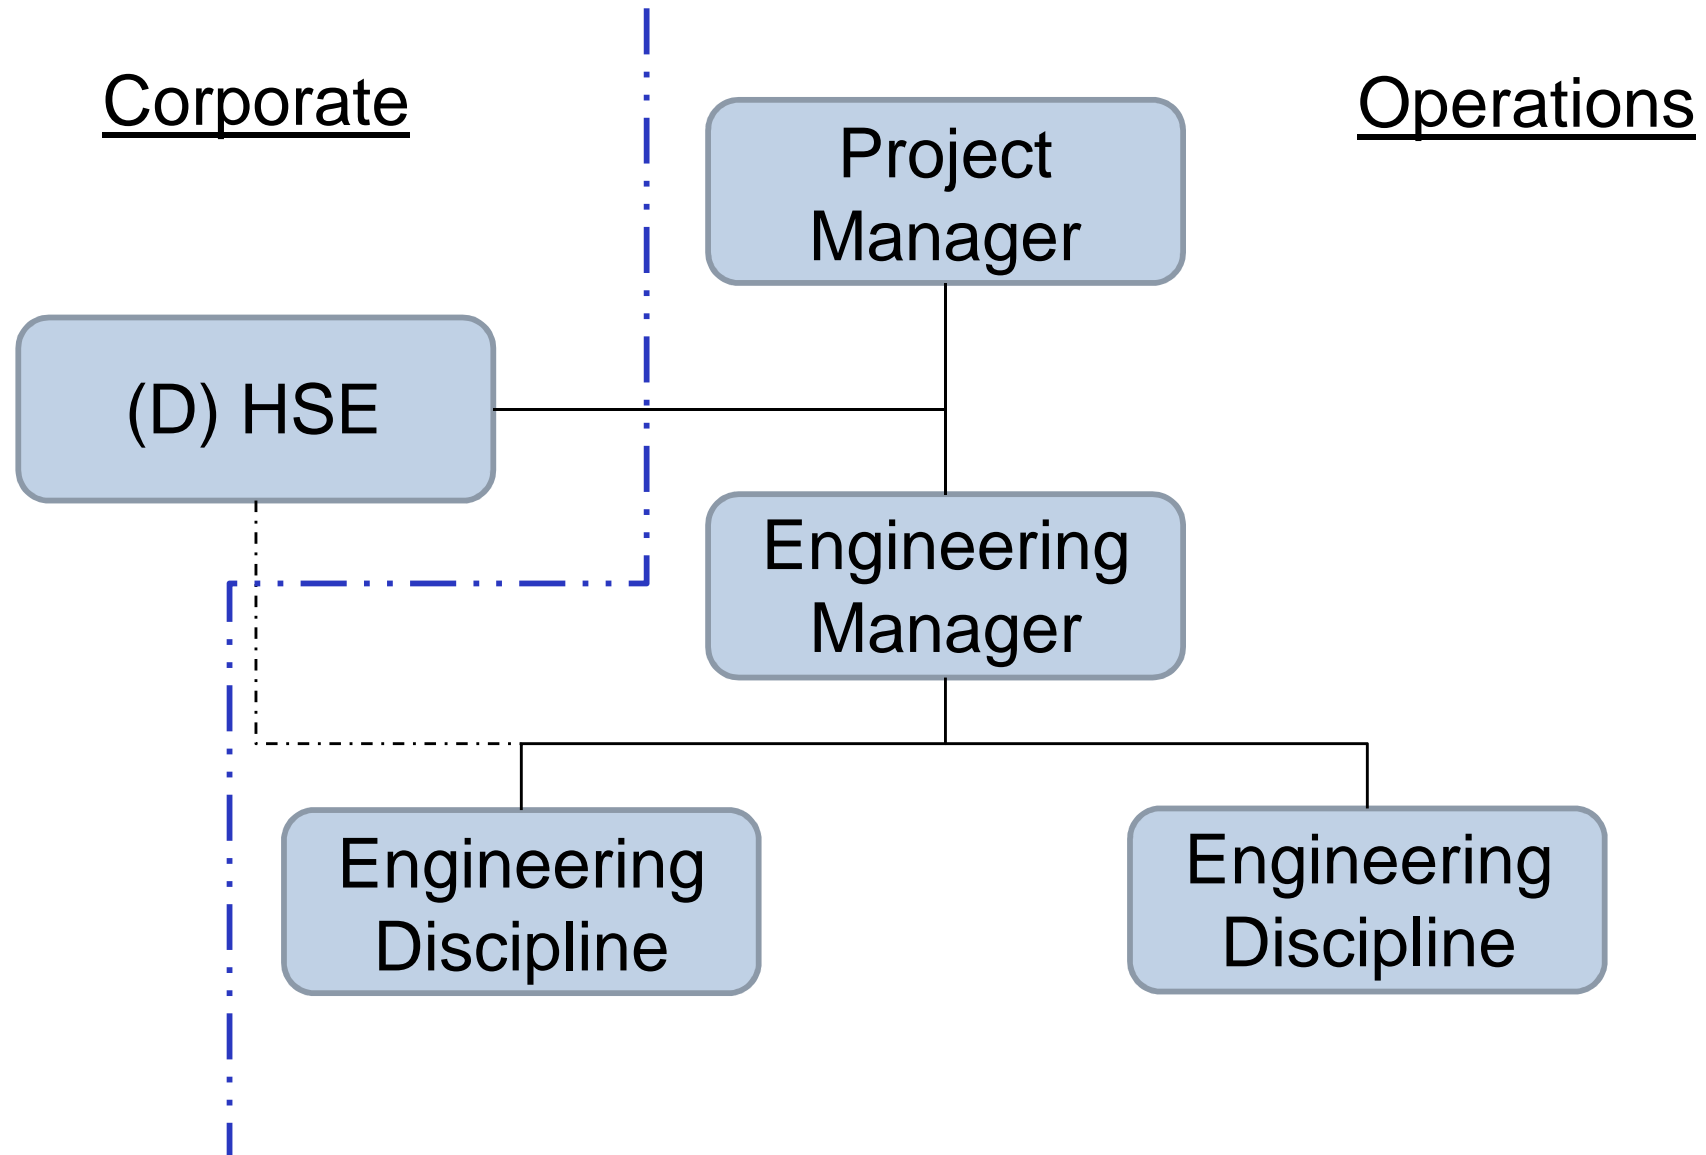 Corporate
Operations
Project
Manager
(D) HSE
Engineering
Manager
Engineering
Discipline
Engineering
Discipline